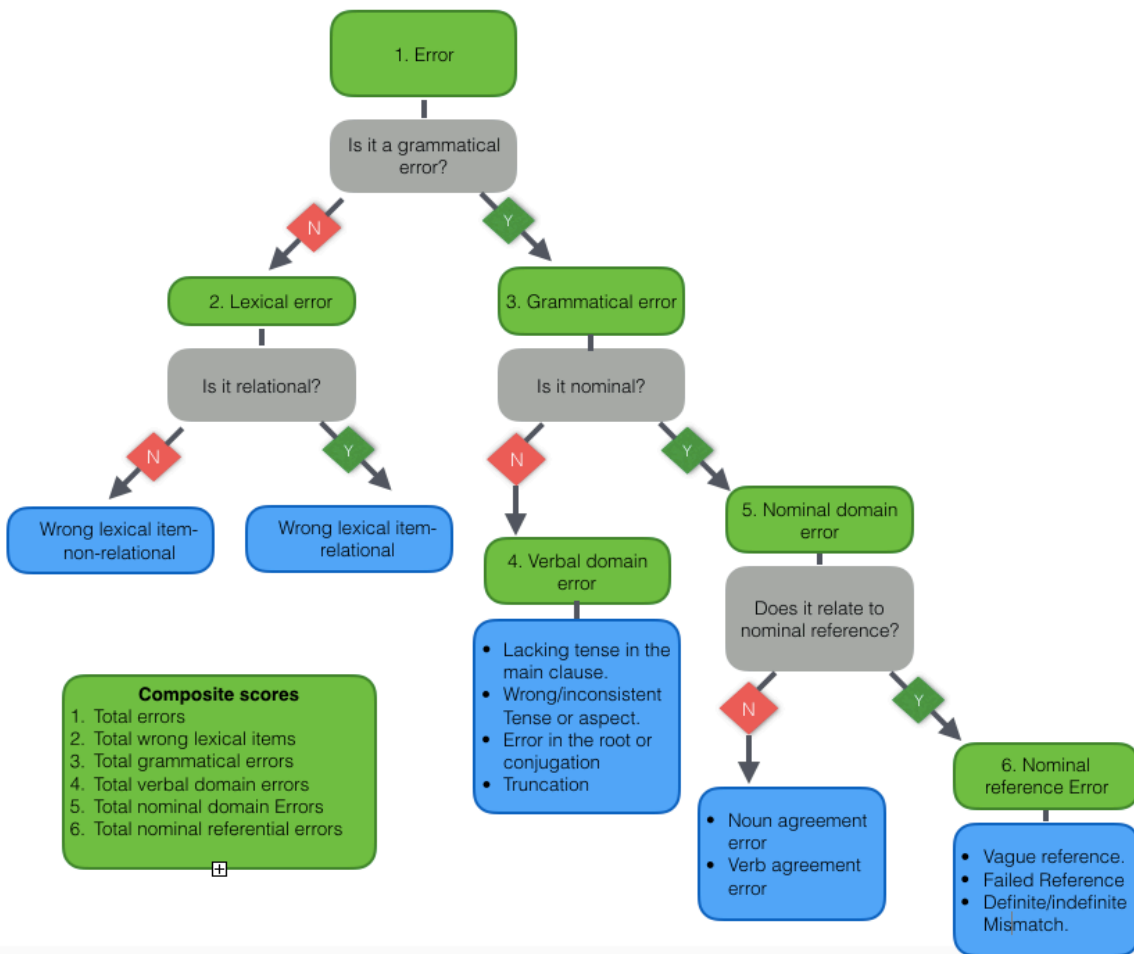 1. Error
Is it a grammatical
error?
N
Y
2. Lexical error
3. Grammatical error
Is it relational?
Is it nominal?
N
Y
N
Y
Wrong lexical item-
non-relational
Wrong lexical item-
relational
4. Verbal domain
error
5. Nominal domain
error
Does it relate to
nominal reference?
• Lacking tense in the
main clause.
• Wrong/inconsistent
Tense or aspect.
• Error in the root or
conjugation
• Truncation
N
Y
• Noun agreement
error
• Verb agreement
error
6. Nominal
reference Error
• Vague reference.
• Failed Reference
• Definite/indefinite
Mismatch.
Composite scores
1. Total errors
2. Total wrong lexical items
3. Total grammatical errors
4. Total verbal domain errors
5. Total nominal domain Errors
6. Total nominal referential errors